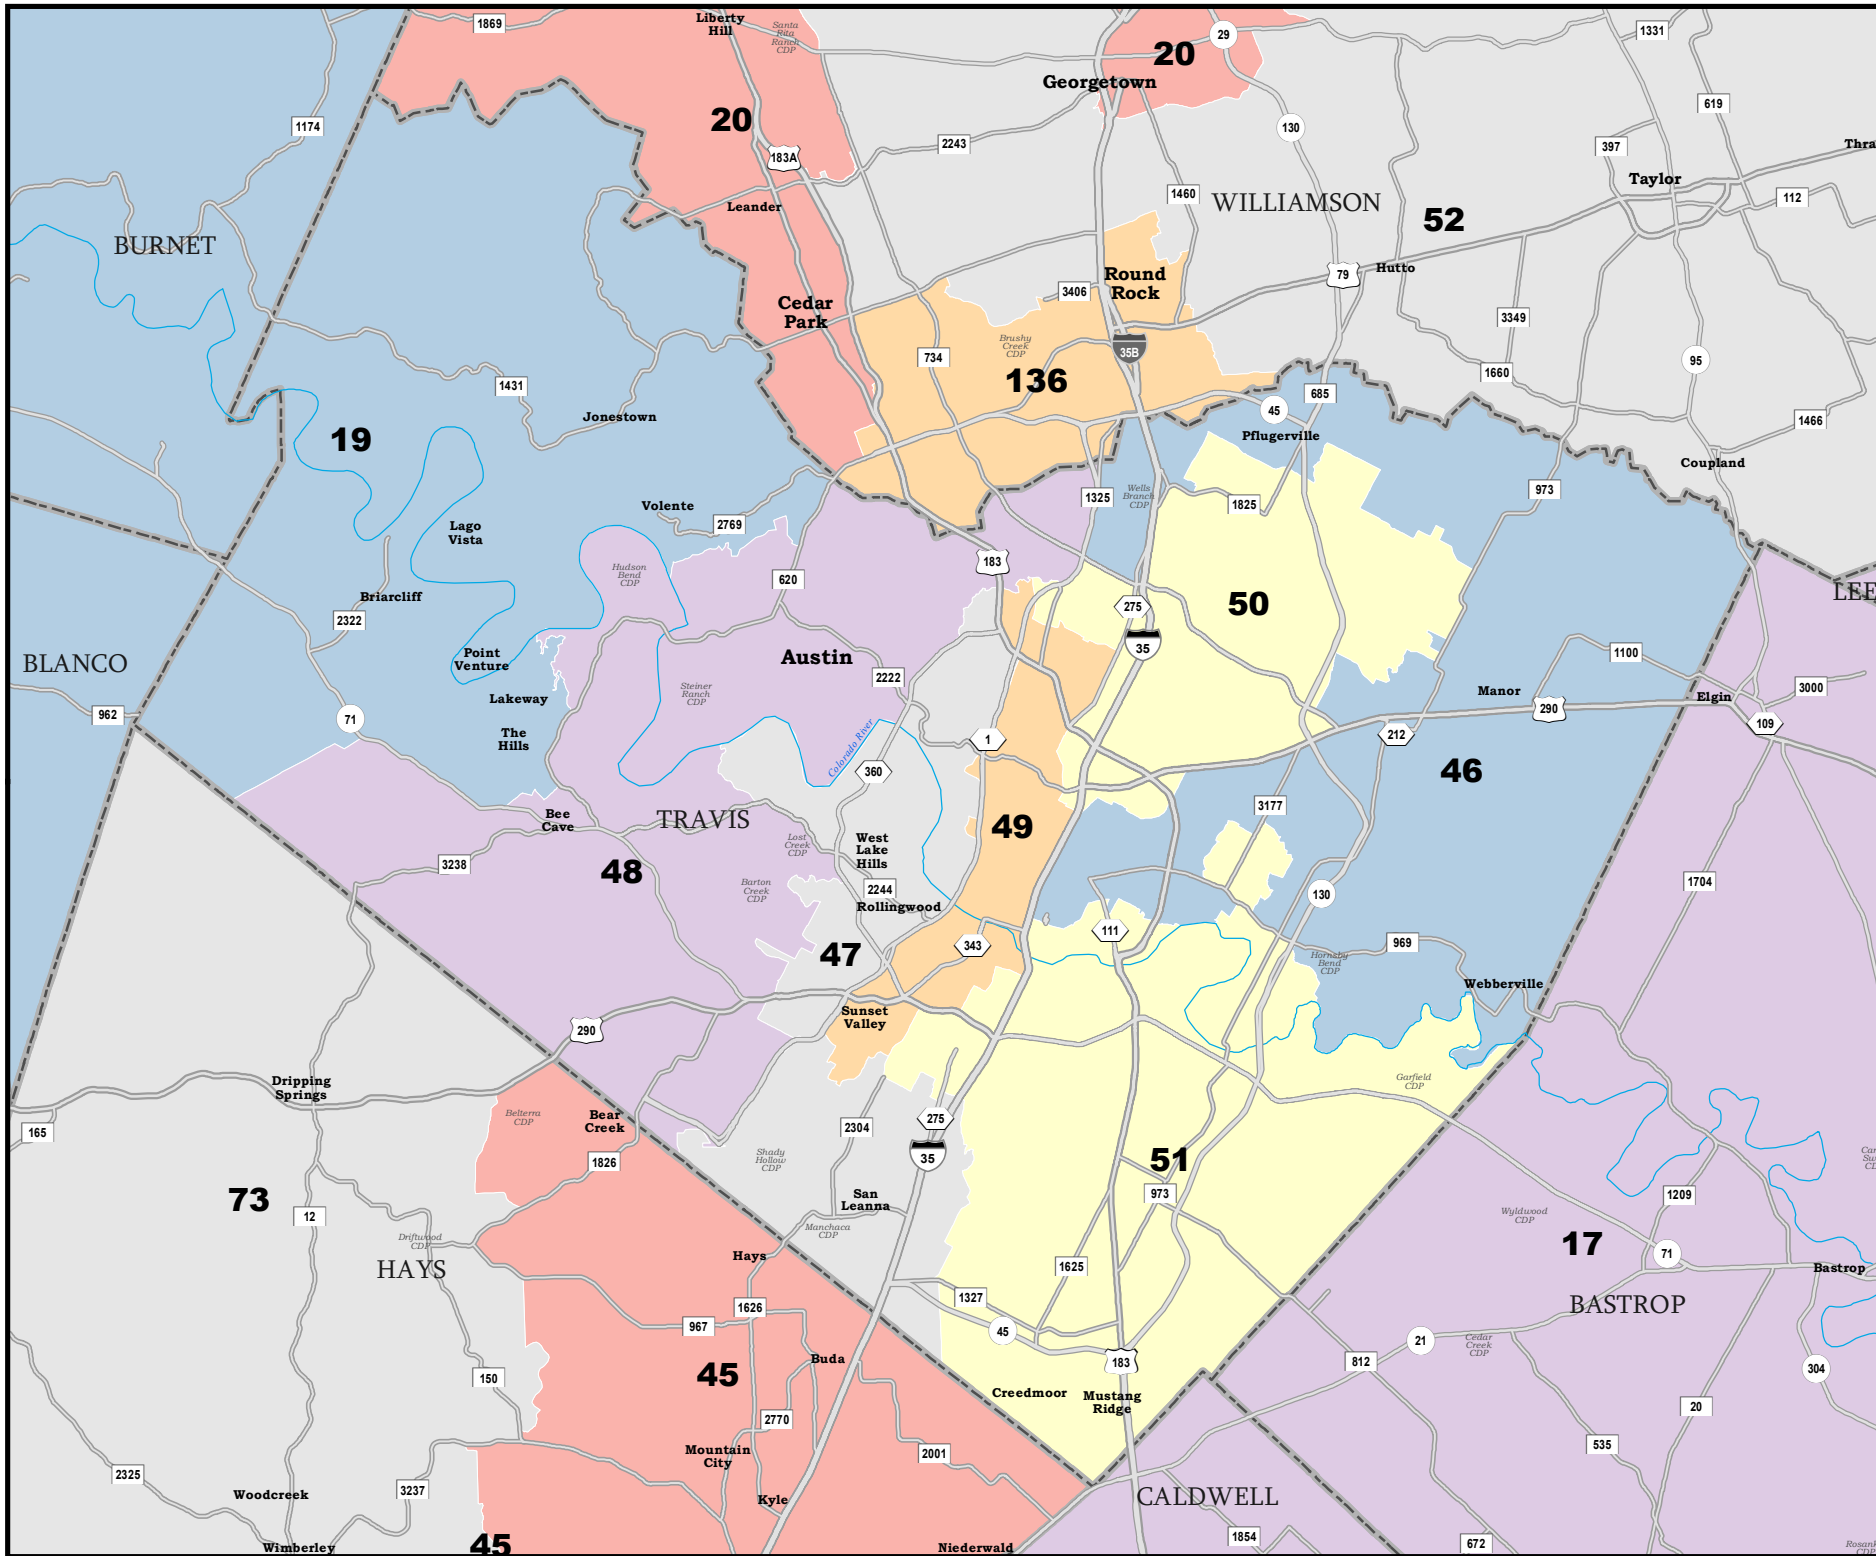 1869
Liberty
Hill
Santa
Rita
Ranch
CDP
20
29
1331
Georgetown
20
183A
1174
130
619
2243
397
Thra
Taylor
Leander
1460
WILLIAMSON
52
112
BURNET
Round
Rock
79
Hutto
3406
Cedar
Park
3349
Brushy
Creek
CDP
35B
734
136
95
1660
1431
685
45
Jonestown
1466
19
Pflugerville
Coupland
Volente
2769
Lago
Vista
1325
Wells
Branch
CDP
1825
973
183
Hudson
Bend
CDP
620
LEE
Briarcliff
2322
275
50
35
1100
BLANCO
Point
Venture
Austin
2222
Steiner
Ranch
CDP
Lakeway
Manor
290
Elgin
3000
962
71
109
The
Hills
1
212
Colorado River
360
46
Bee
Cave
TRAVIS
3177
49
West
Lake
Hills
Lost
Creek
CDP
3238
48
Barton
Creek
CDP
2244
Rollingwood
130
1704
47
343
111
969
Hornsby
Bend
CDP
Webberville
290
Sunset
Valley
Dripping
Springs
Garfield
CDP
165
Belterra
CDP
Bear
Creek
2304
275
35
1826
Shady
Hollow
CDP
51
973
73
12
San
Leanna
1209
Wyldwood
CDP
17
71
Manchaca
CDP
Driftwood
CDP
HAYS
Hays
1625
Bastrop
1626
1327
BASTROP
967
45
21
Cedar
Creek
CDP
45
Buda
183
812
304
150
Creedmoor
Mustang
Ridge
2770
20
Mountain
City
2001
535
2325
3237
Woodcreek
Kyle
CALDWELL
1854
672
45
Wimberley
Niederwald